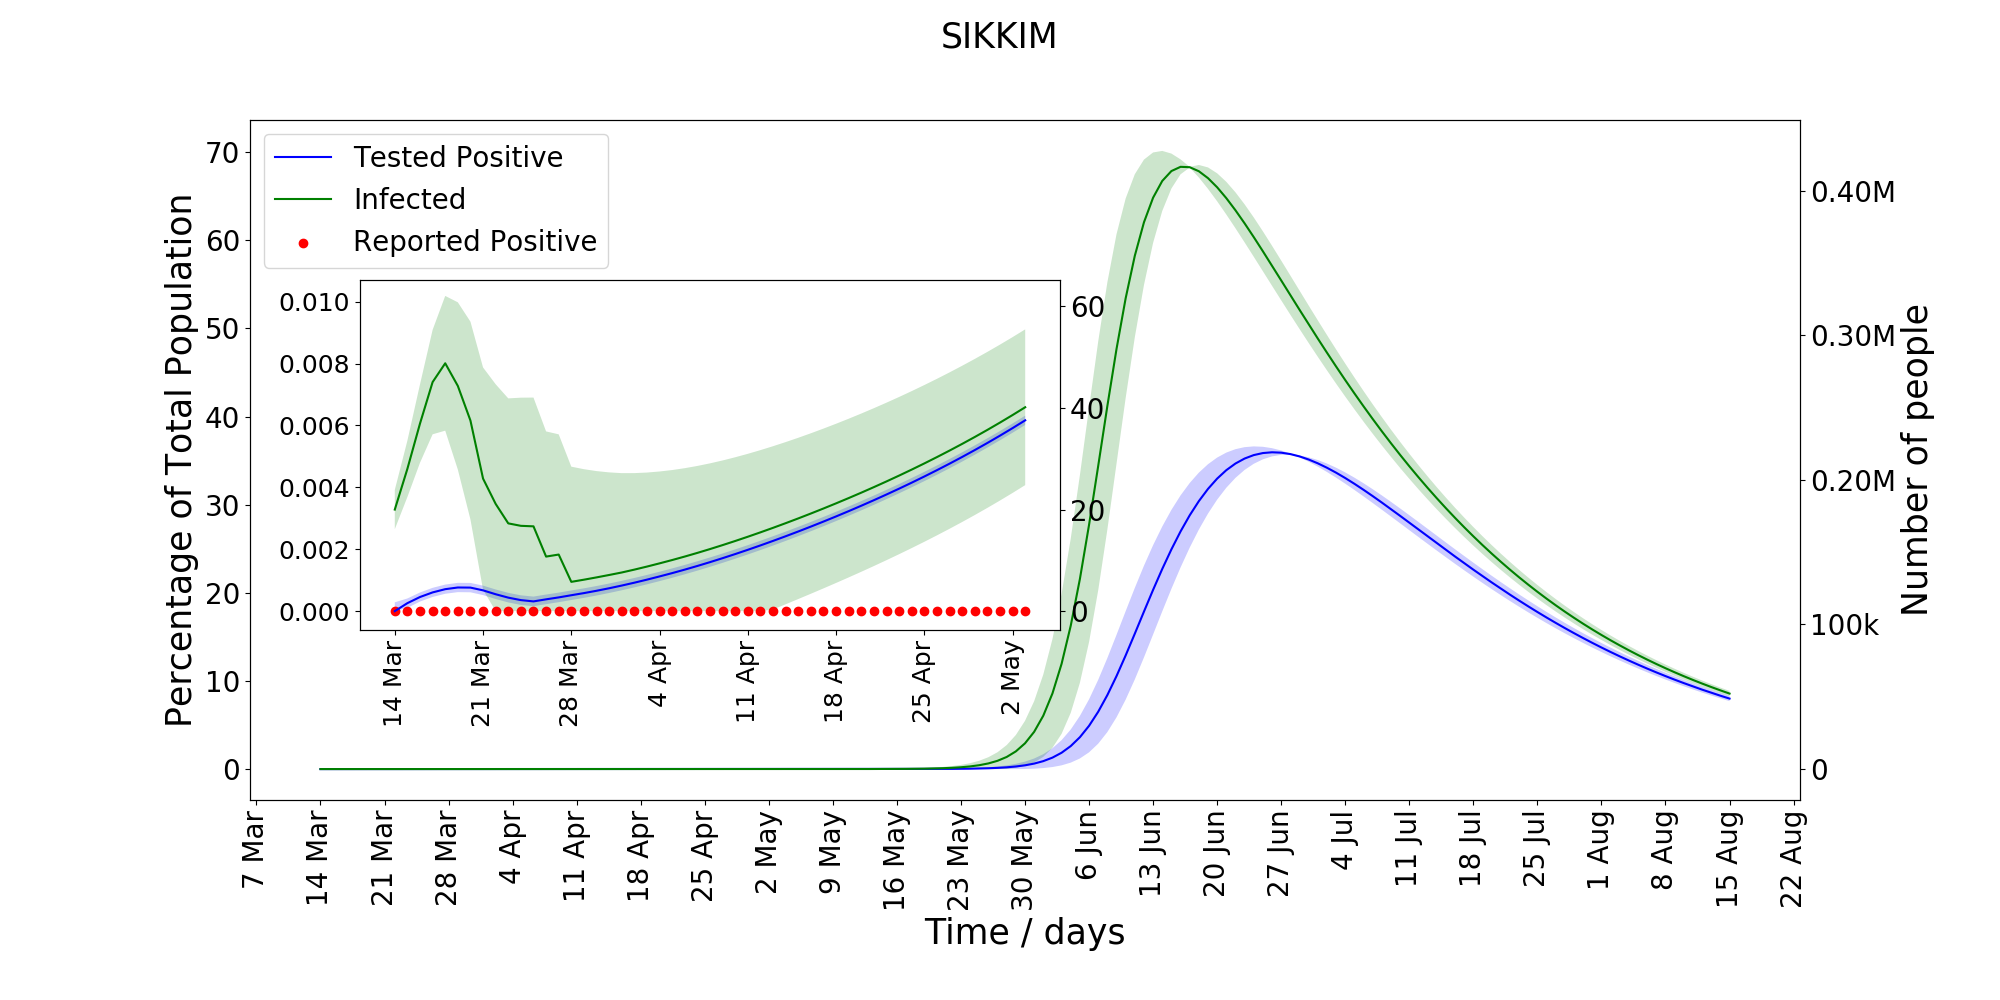 SIKKIM
Tested Positive
Infected
Reported Positive
Percentage of Total Population
70
60
50
40
30
20
10
0
0.010
0.008
0.006
0.004
0.002
0.000
60
40
20
0
14 Mar
21 Mar
28 Mar
4 Apr
11 Apr
18 Apr
25 Apr
2 May
0.40M
0.30M
0.20M
100k
0
Number of people
7 Mar
14 Mar
21 Mar
28 Mar
4 Apr
11 Apr
18 Apr
25 Apr
2 May
9 May
16 May
23 May
30 May
6 Jun
13 Jun
20 Jun
27 Jun
4 Jul
11 Jul
18 Jul
25 Jul
1 Aug
8 Aug
15 Aug
22 Aug
Time / days